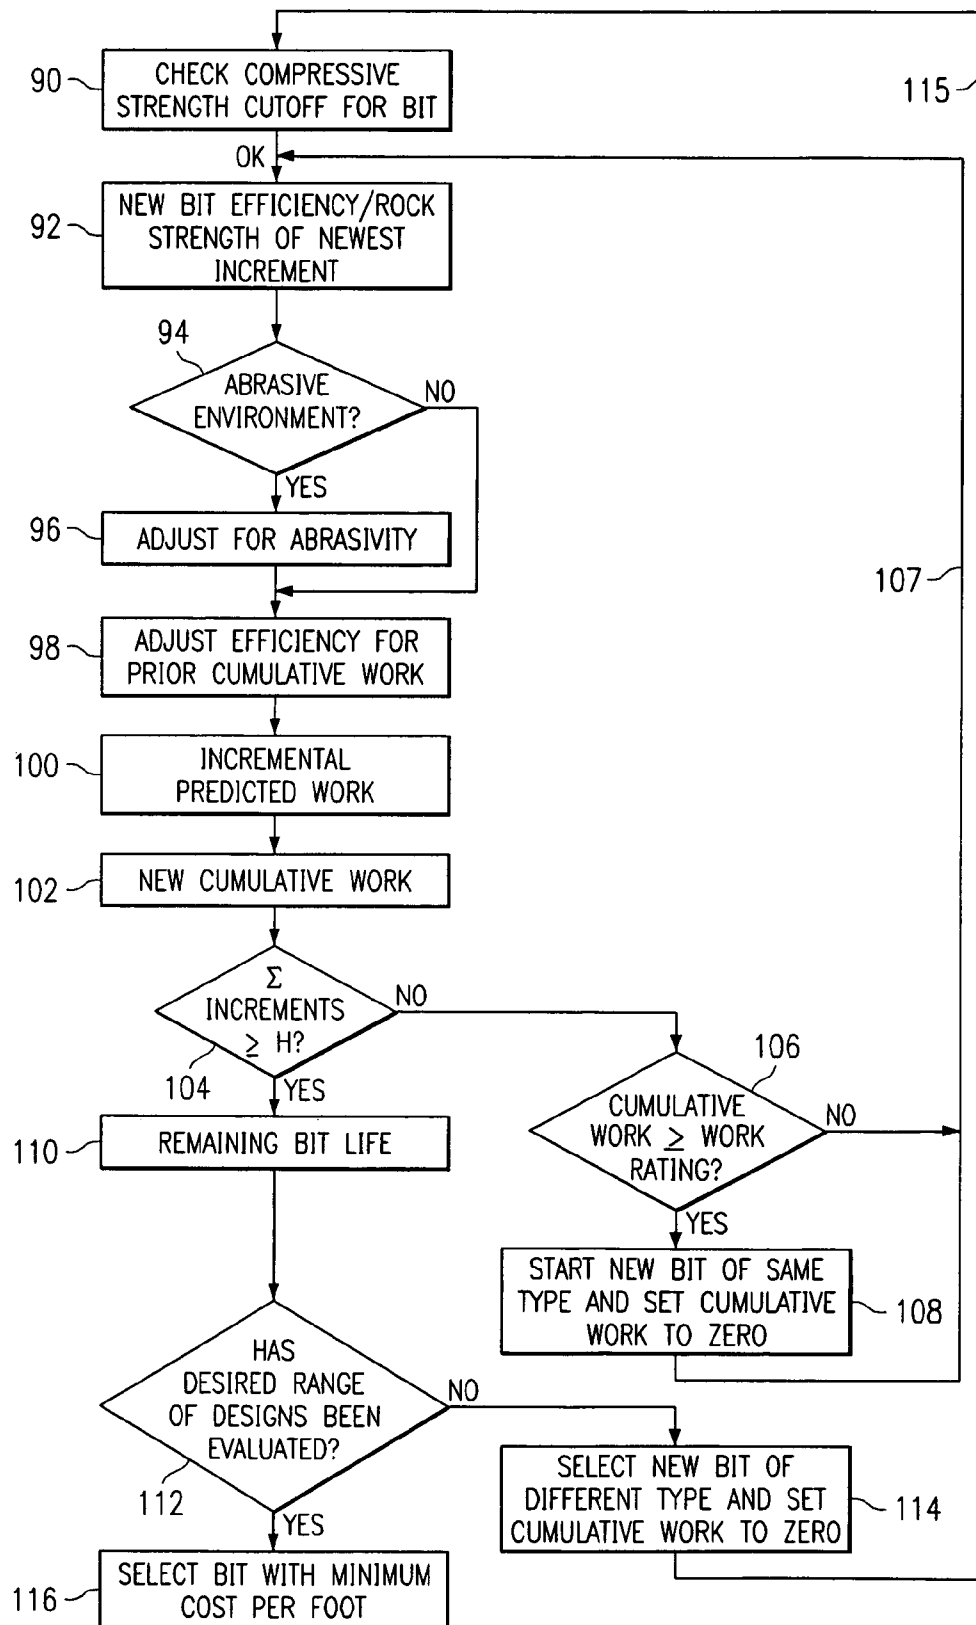 90
CHECK COMPRESSIVE
STRENGTH CUTOFF FOR BIT
115
OK
92
NEW BIT EFFICIENCY/ROCK
STRENGTH OF NEWEST
INCREMENT
94
ABRASIVE
ENVIRONMENT?
NO
YES
96
ADJUST FOR ABRASIVITY
107
98
ADJUST EFFICIENCY FOR
PRIOR CUMULATIVE WORK
100
INCREMENTAL
PREDICTED WORK
102
NEW CUMULATIVE WORK
Σ
INCREMENTS
≥ H?
NO
104
YES
106
CUMULATIVE
WORK ≥ WORK
RATING?
NO
YES
110
REMAINING BIT LIFE
START NEW BIT OF SAME
TYPE AND SET CUMULATIVE
WORK TO ZERO
108
HAS
DESIRED RANGE
OF DESIGNS BEEN
EVALUATED?
NO
112
YES
SELECT NEW BIT OF
DIFFERENT TYPE AND SET
CUMULATIVE WORK TO ZERO
114
116
SELECT BIT WITH MINIMUM
COST PER FOOT